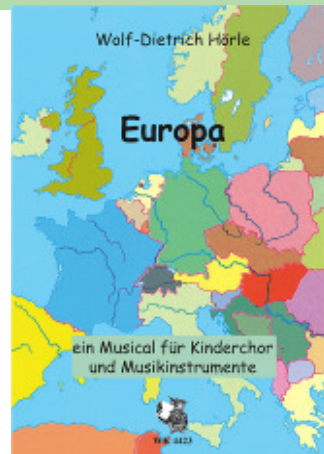 Wolf-Dietrich Hörle
Europa
ein Musical für Kinderchor
und Musikinstrumente